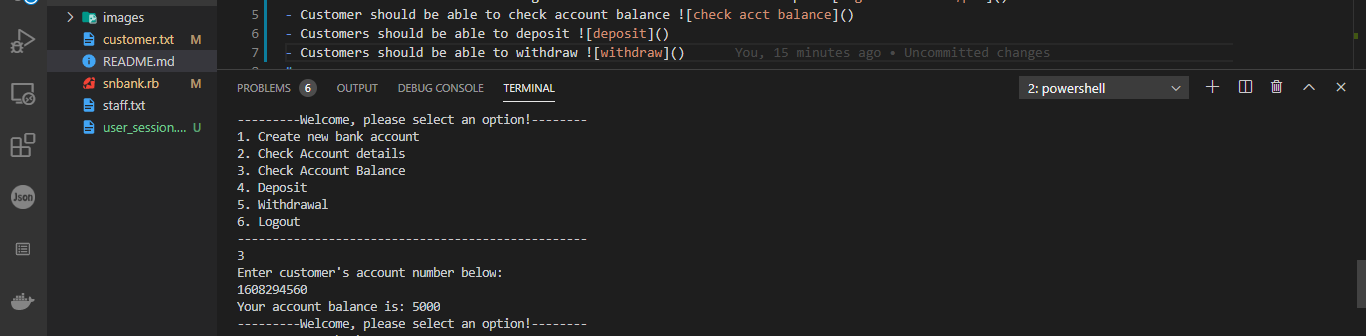 images
customer.txt M
README.md
snbank.rb M
staff.txt
user_session.... U
Json
5 - Customer should be able to check account balance ![check acct balance]()
6 - Customers should be able to deposit ![deposit]()
7 - Customers should be able to withdraw ![withdraw]() You, 15 minutes ago • Uncommitted changes
PROBLEMS 6 OUTPUT DEBUG CONSOLE TERMINAL 2: powershell
---------Welcome, please select an option!--------
1. Create new bank account
2. Check Account details
3. Check Account Balance
4. Deposit
5. Withdrawal
6. Logout
--------------------------------------------------
3
Enter customer's account number below:
1608294560
Your account balance is: 5000
---------Welcome, please select an option!--------